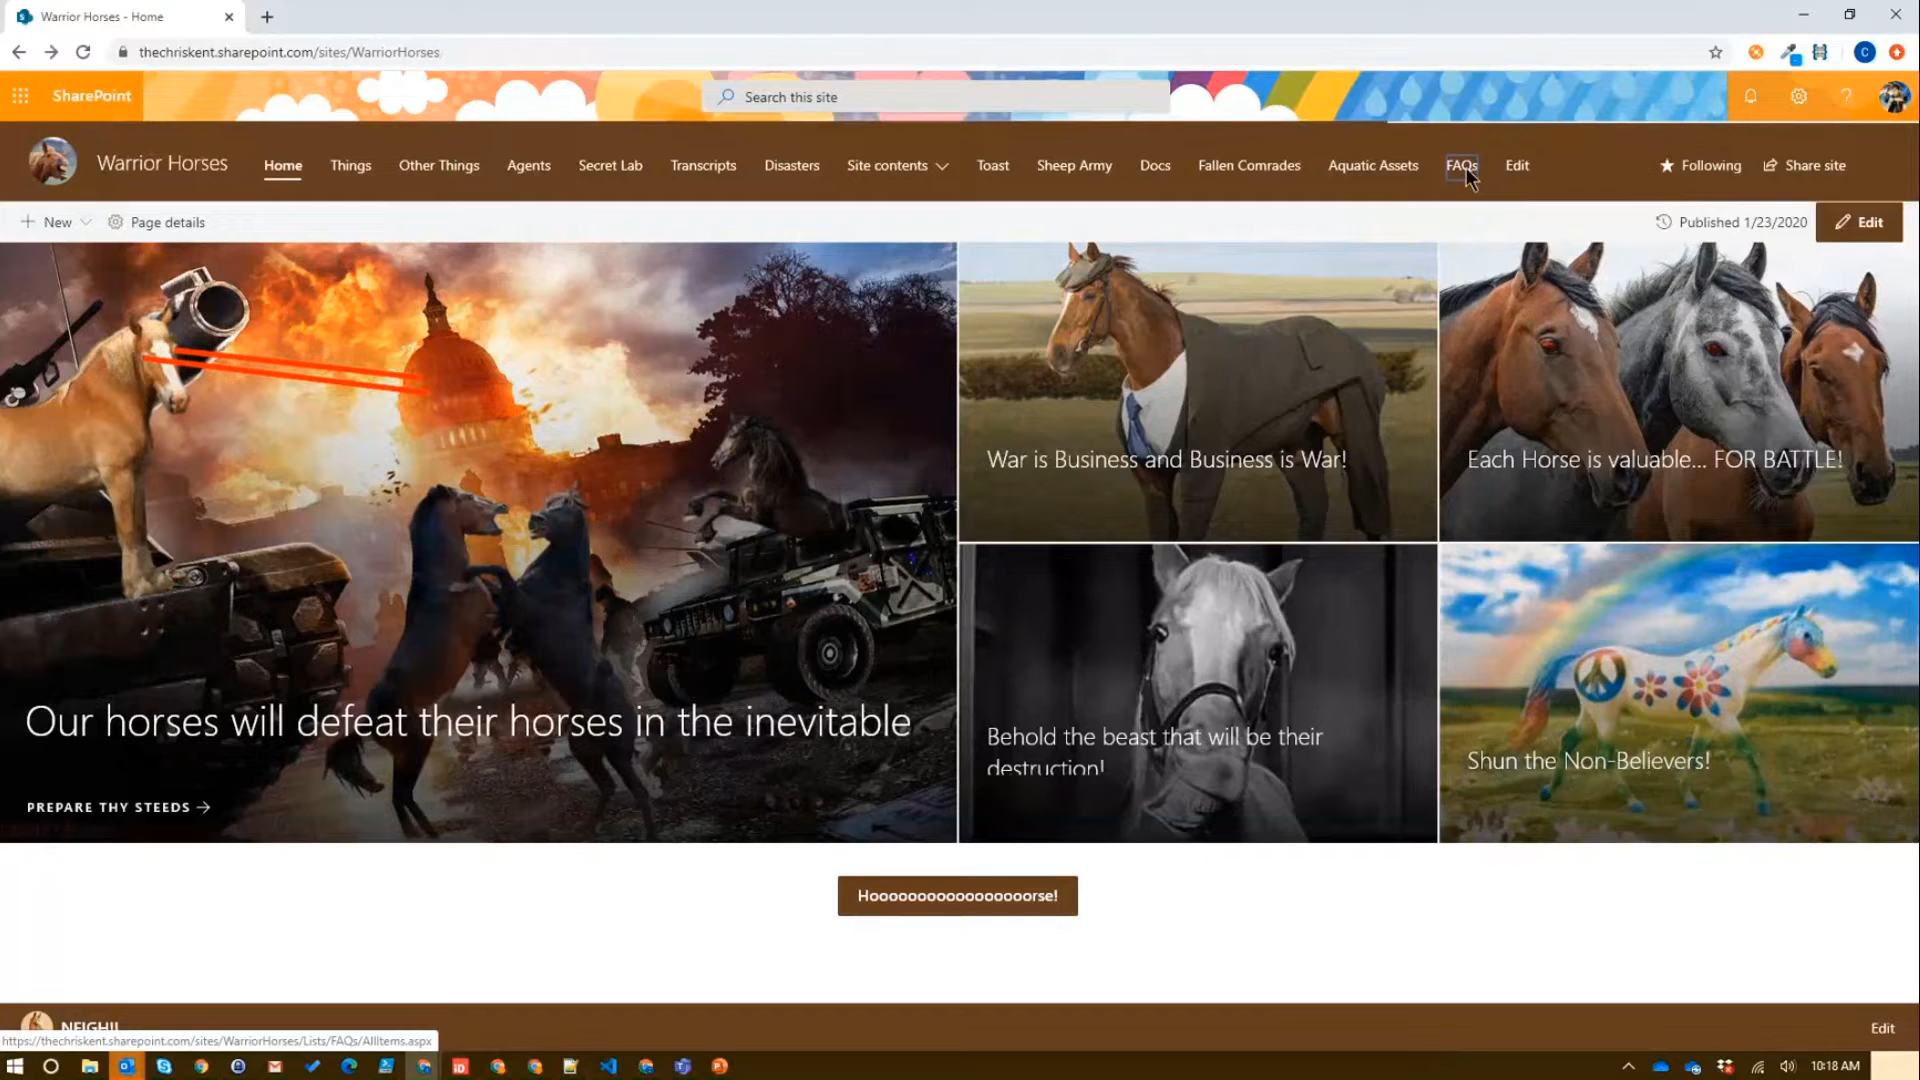 Warrior Horses - Home
thechriskent.sharepoint.com/sites/WarriorHorses
SharePoint
Search this site
Warrior Horses
Home
Things
Other Things
Agents
Secret Lab
Transcripts
Disasters
Site contents
Toast
Sheep Army
Docs
Fallen Comrades
Aquatic Assets
FAQs
Edit
Following
Share site
New
Page details
Published 1/23/2020
Edit
Our horses will defeat their horses in the inevitable
PREPARE THY STEEDS →
War is Business and Business is War!
Each Horse is valuable... FOR BATTLE!
Behold the beast that will be their
destruction!
Shun the Non-Believers!
Hooooooooooooooooorse!
NEIGH!!
Edit
https://thechriskent.sharepoint.com/sites/WarriorHorses/Lists/FAQs/AllItems.aspx
10:18 AM